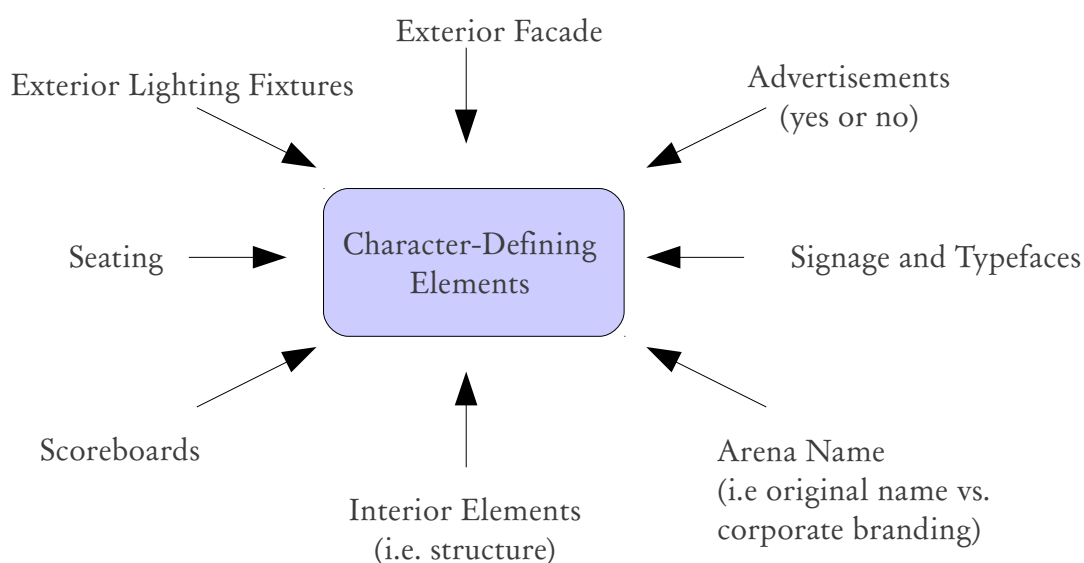 Exterior Facade
Exterior Lighting Fixtures
Advertisements
(yes or no)
Character-Defining
Elements
Seating
Signage and Typefaces
Scoreboards
Arena Name
(i.e original name vs.
corporate branding)
Interior Elements
(i.e. structure)